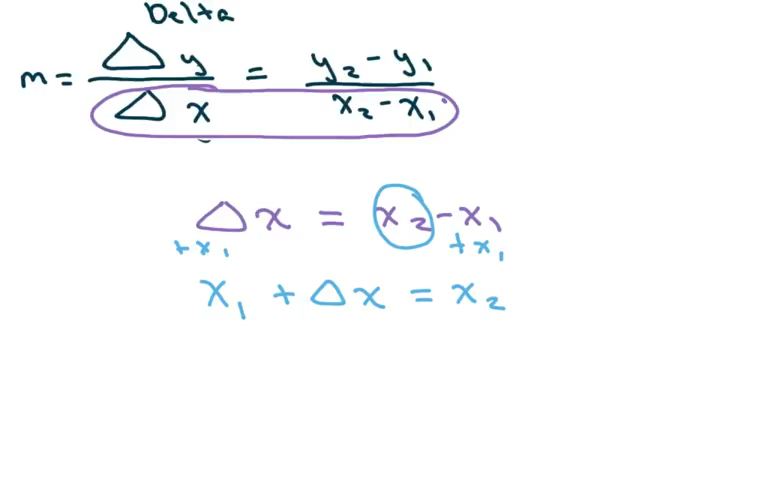 Delta
m = Δy / Δx = y₂ - y₁ / x₂ - x₁
Δx = x₂ - x₁
+x₁ +x₁
x₁ + Δx = x₂